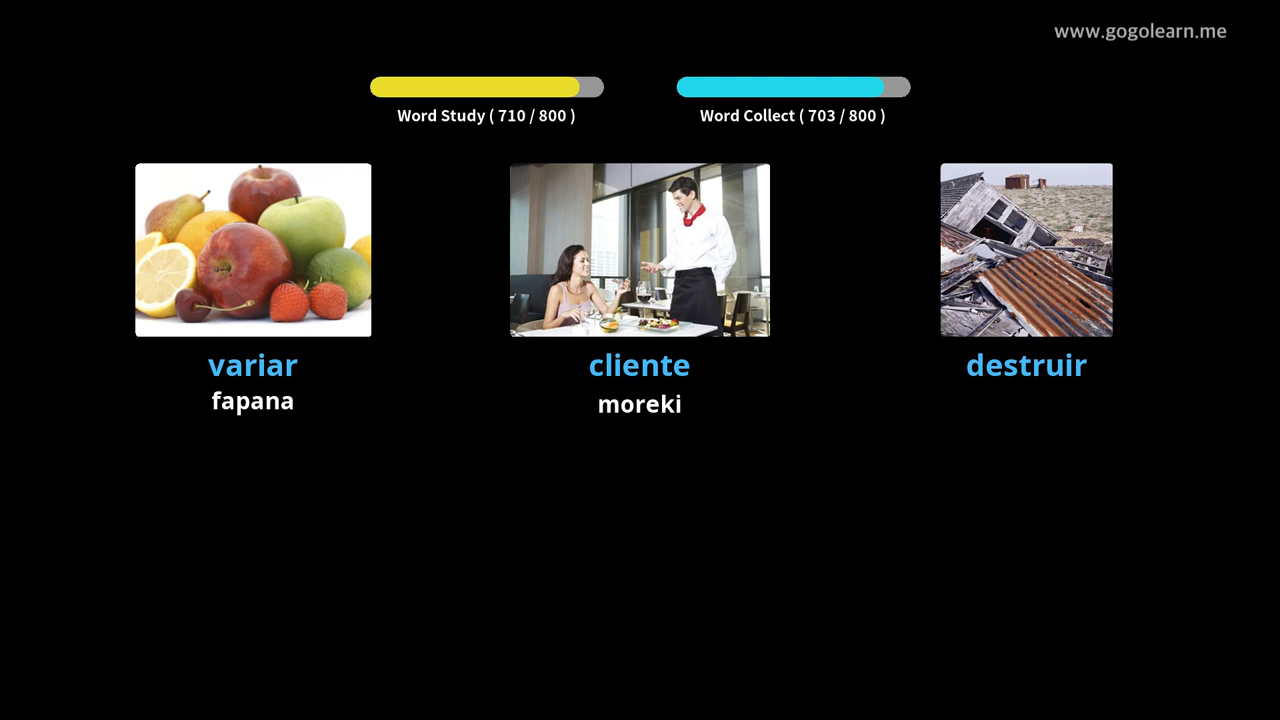 www.gogolearn.me
Word Study ( 710 / 800 )
Word Collect ( 703 / 800 )
variar
fapana
cliente
moreki
destruir